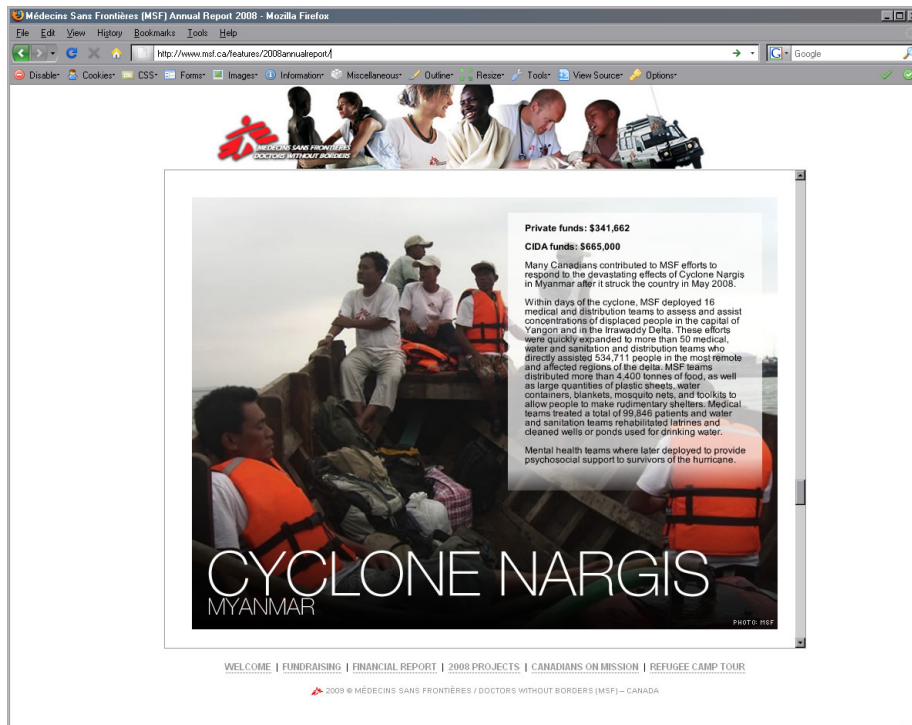 Médecins Sans Frontières (MSF) Annual Report 2008 - Mozilla Firefox
File Edit View History Bookmarks Tools Help
http://www.msf.ca/features/2008annualreport/
Google
Disable Cookies CSS Forms Images Information Miscellaneous Outline Resize Tools View Source Options
MEDECINS SANS FRONTIERES
DOCTORS WITHOUT BORDERS
Private funds: $341,662
CIDA funds: $665,000
Many Canadians contributed to MSF efforts to
respond to the devastating effects of Cyclone Nargis
in Myanmar after it struck the country in May 2008.
Within days of the cyclone, MSF deployed 16
medical and distribution teams to assess and assist
concentrations of displaced people in the capital of
Yangon and in the Irrawaddy Delta. These efforts
were quickly expanded to more than 50 medical,
water and sanitation and distribution teams who
directly assisted 534,711 people in the most remote
and affected regions of the delta. MSF teams
distributed more than 4,400 tonnes of food, as well
as large quantities of plastic sheets, water
containers, blankets, mosquito nets, and toolkits to
allow people to make rudimentary shelters. Medical
teams treated a total of 99,846 patients and water
and sanitation teams rehabilitated latrines and
cleaned wells or ponds used for drinking water.
Mental health teams where later deployed to provide
psychosocial support to survivors of the hurricane.
CYCLONE NARGIS
MYANMAR
PHOTO: MSF
WELCOME | FUNDRAISING | FINANCIAL REPORT | 2008 PROJECTS | CANADIANS ON MISSION | REFUGEE CAMP TOUR
2009 © MÉDECINS SANS FRONTIÈRES / DOCTORS WITHOUT BORDERS (MSF) – CANADA